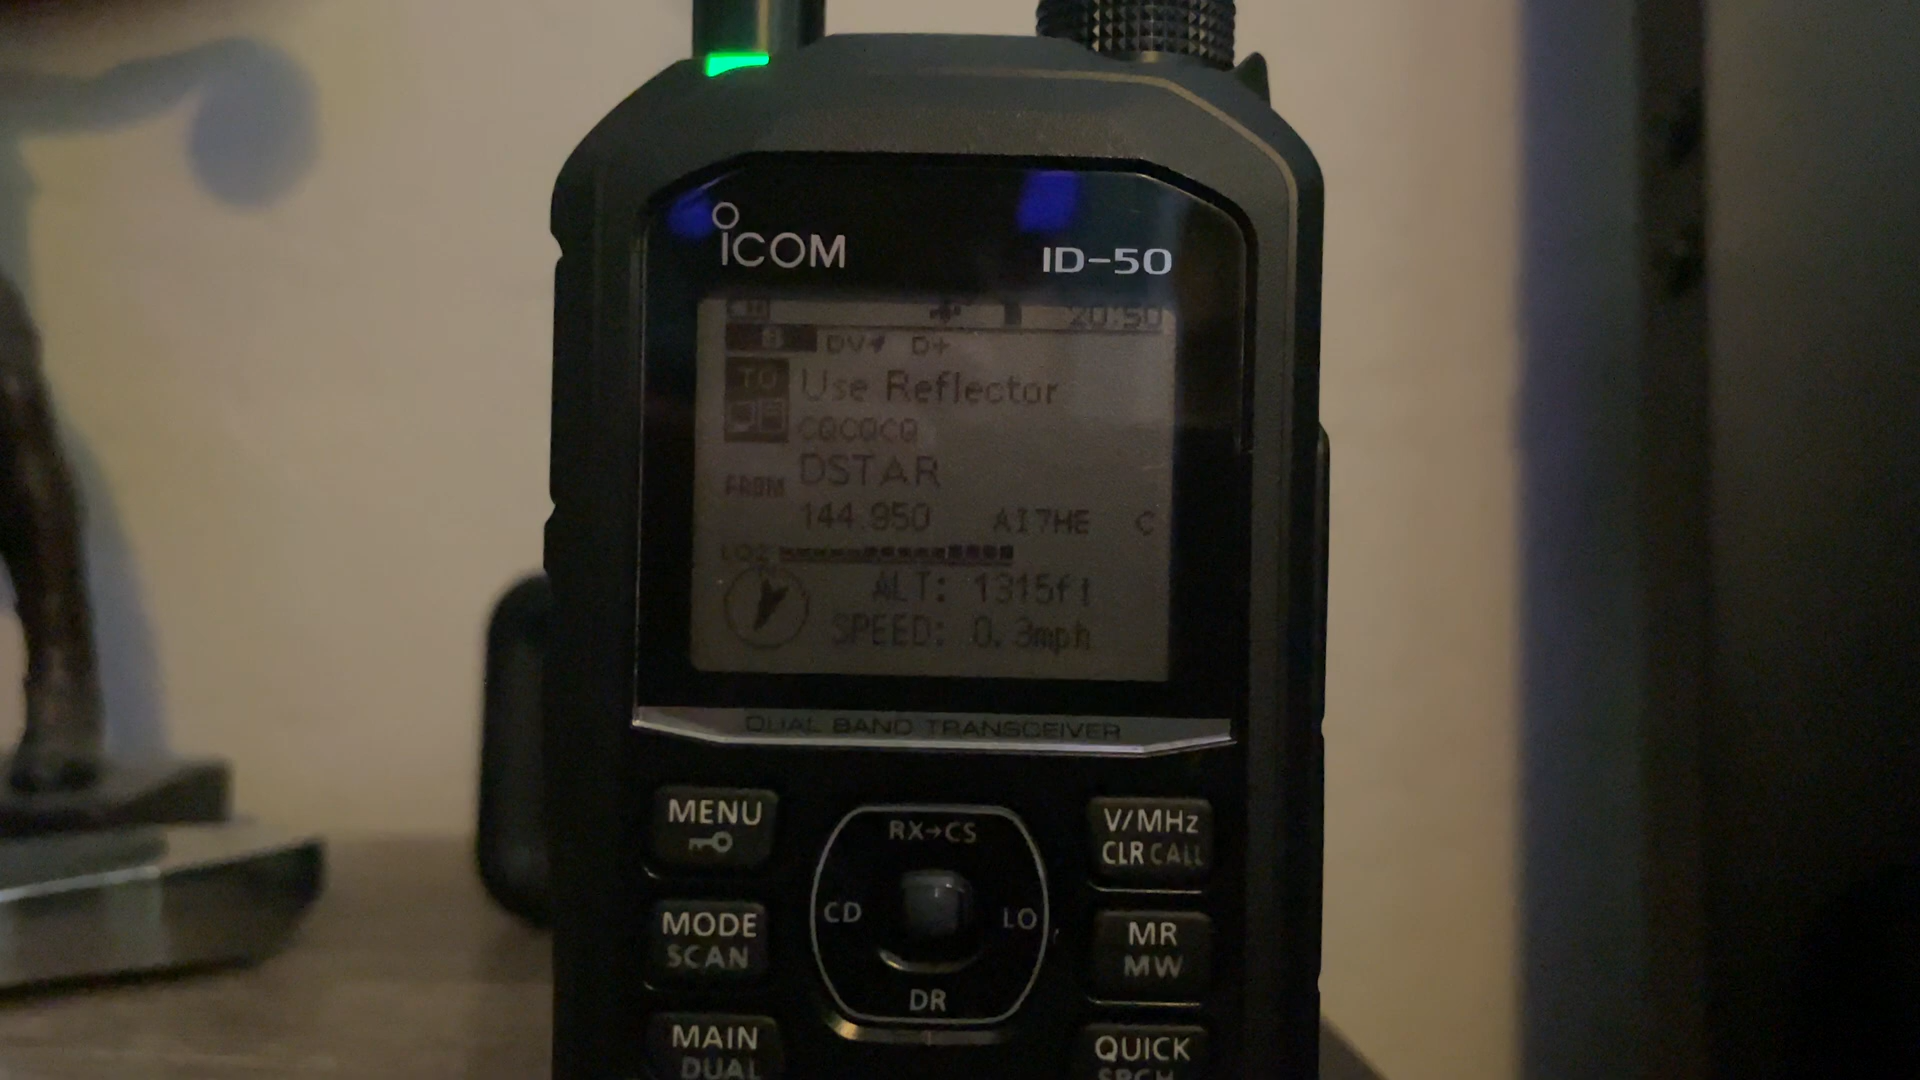 ICOM ID-50
20:50
B DV D+
TO Use Reflector
CQCQCQ
FROM DSTAR
144.950 AI7HE C
LO2
ALT: 1315ft
SPEED: 0.3mph
DUAL BAND TRANSCEIVER
MENU RX→CS V/MHz
CLR CALL
CD LO
MODE MR
SCAN MW
DR
MAIN QUICK
DUAL SRCH